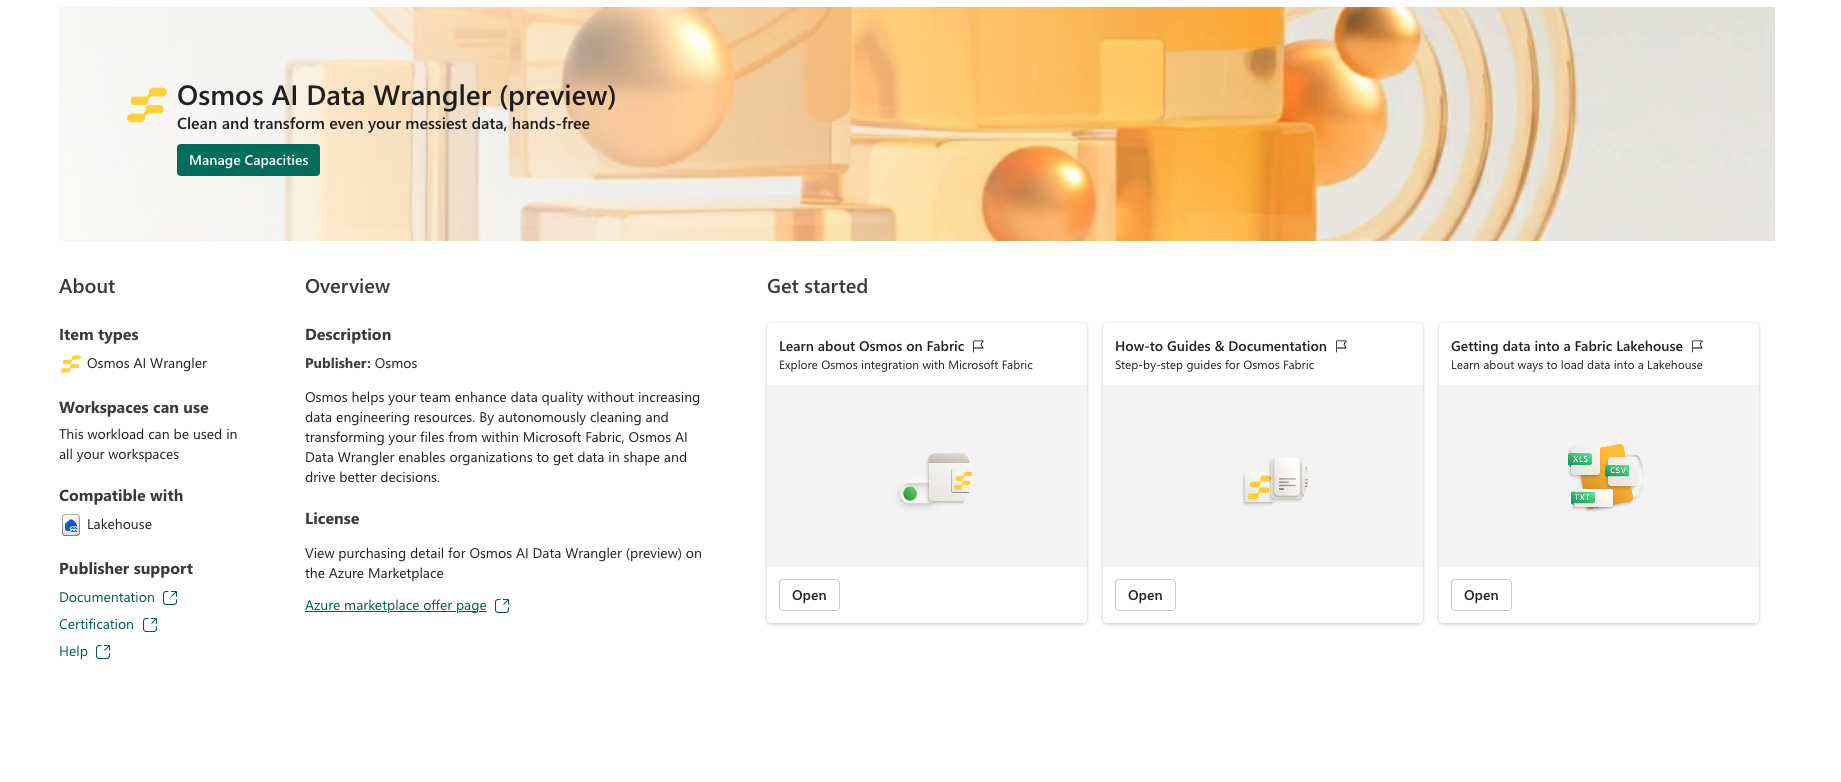 Osmos AI Data Wrangler (preview)
Clean and transform even your messiest data, hands-free
Manage Capacities
About
Item types
Osmos AI Wrangler
Workspaces can use
This workload can be used in
all your workspaces
Compatible with
Lakehouse
Publisher support
Documentation
Certification
Help
Overview
Description
Publisher: Osmos
Osmos helps your team enhance data quality without increasing
data engineering resources. By autonomously cleaning and
transforming your files from within Microsoft Fabric, Osmos AI
Data Wrangler enables organizations to get data in shape and
drive better decisions.
License
View purchasing detail for Osmos AI Data Wrangler (preview) on
the Azure Marketplace
Azure marketplace offer page
Get started
Learn about Osmos on Fabric
Explore Osmos integration with Microsoft Fabric
Open
How-to Guides & Documentation
Step-by-step guides for Osmos Fabric
Open
Getting data into a Fabric Lakehouse
Learn about ways to load data into a Lakehouse
XLS
CSV
TXT
Open